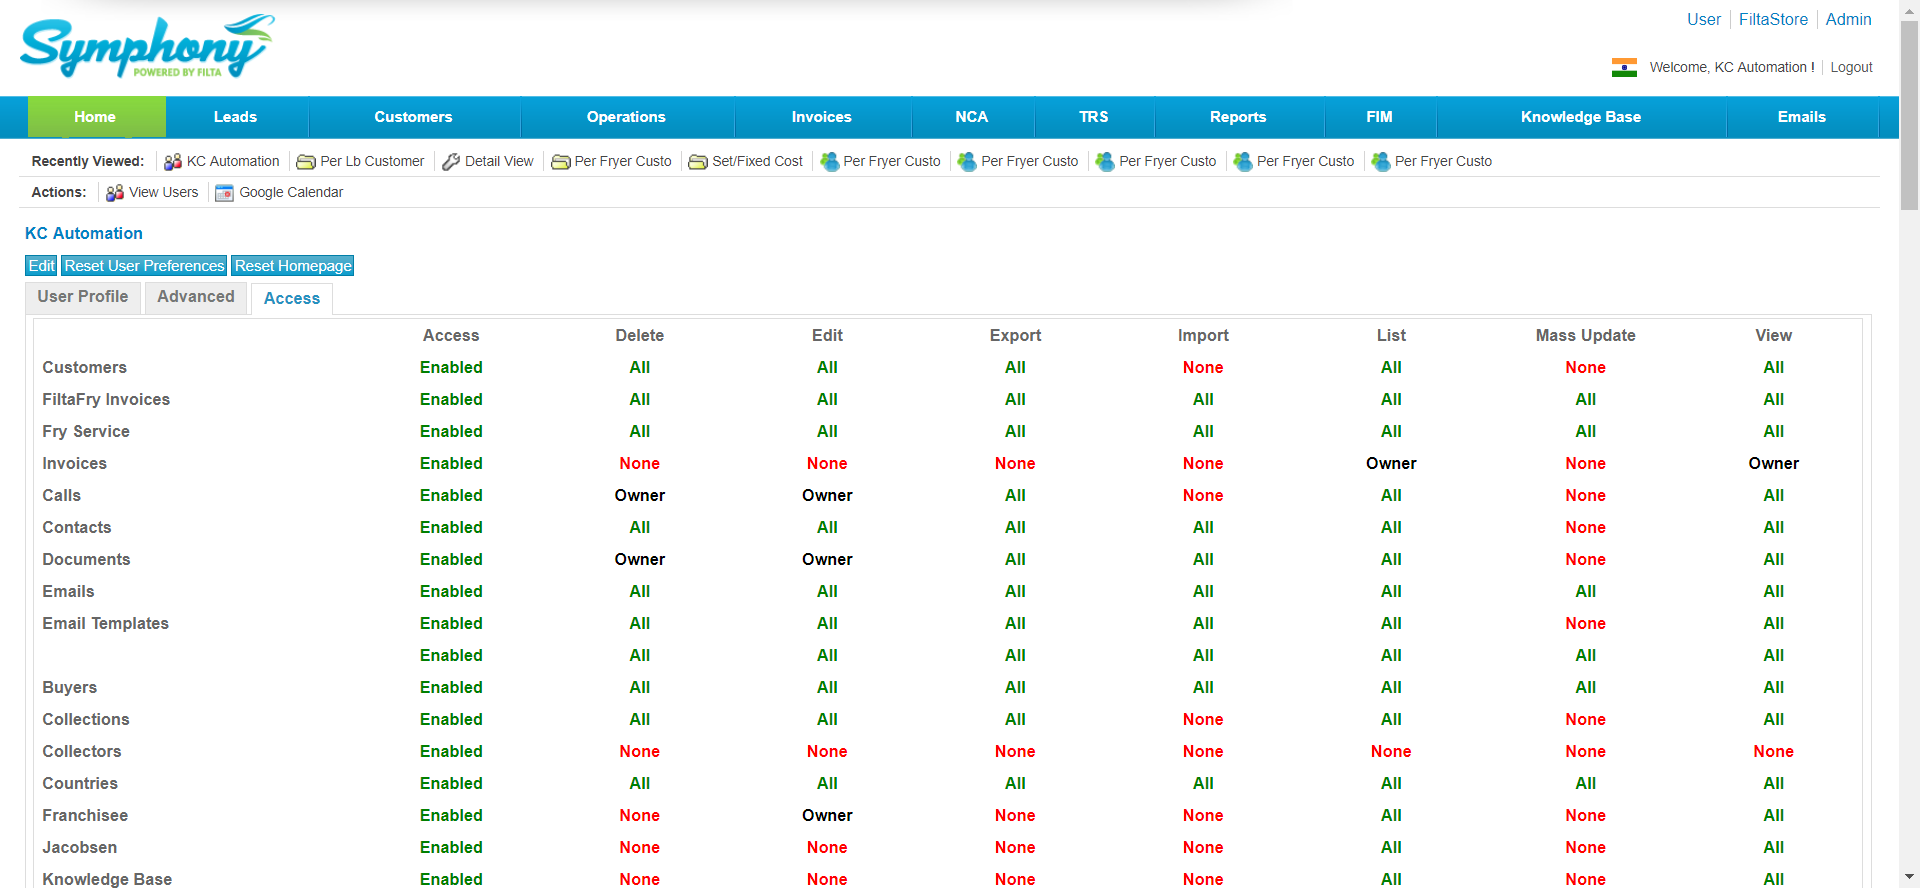 Symphony
POWERED BY FILTA
User FiltaStore Admin
Welcome, KC Automation ! Logout
Home Leads Customers Operations Invoices NCA TRS Reports FIM Knowledge Base Emails
Recently Viewed: KC Automation Per Lb Customer Detail View Per Fryer Custo Set/Fixed Cost Per Fryer Custo Per Fryer Custo Per Fryer Custo Per Fryer Custo Per Fryer Custo
Actions: View Users Google Calendar
KC Automation
Edit Reset User Preferences Reset Homepage
User Profile Advanced Access
Access Delete Edit Export Import List Mass Update View
Customers Enabled All All All None All None All
FiltaFry Invoices Enabled All All All All All All All
Fry Service Enabled All All All All All All All
Invoices Enabled None None None None Owner None Owner
Calls Enabled Owner Owner All None All None All
Contacts Enabled All All All All All None All
Documents Enabled Owner Owner All All All None All
Emails Enabled All All All All All All All
Email Templates Enabled All All All All All None All
Enabled All All All All All All All
Buyers Enabled All All All All All All All
Collections Enabled All All All None All None All
Collectors Enabled None None None None None None None
Countries Enabled All All All All All All All
Franchisee Enabled None Owner None None All None All
Jacobsen Enabled None None None None All None All
Knowledge Base Enabled None None None None All None All